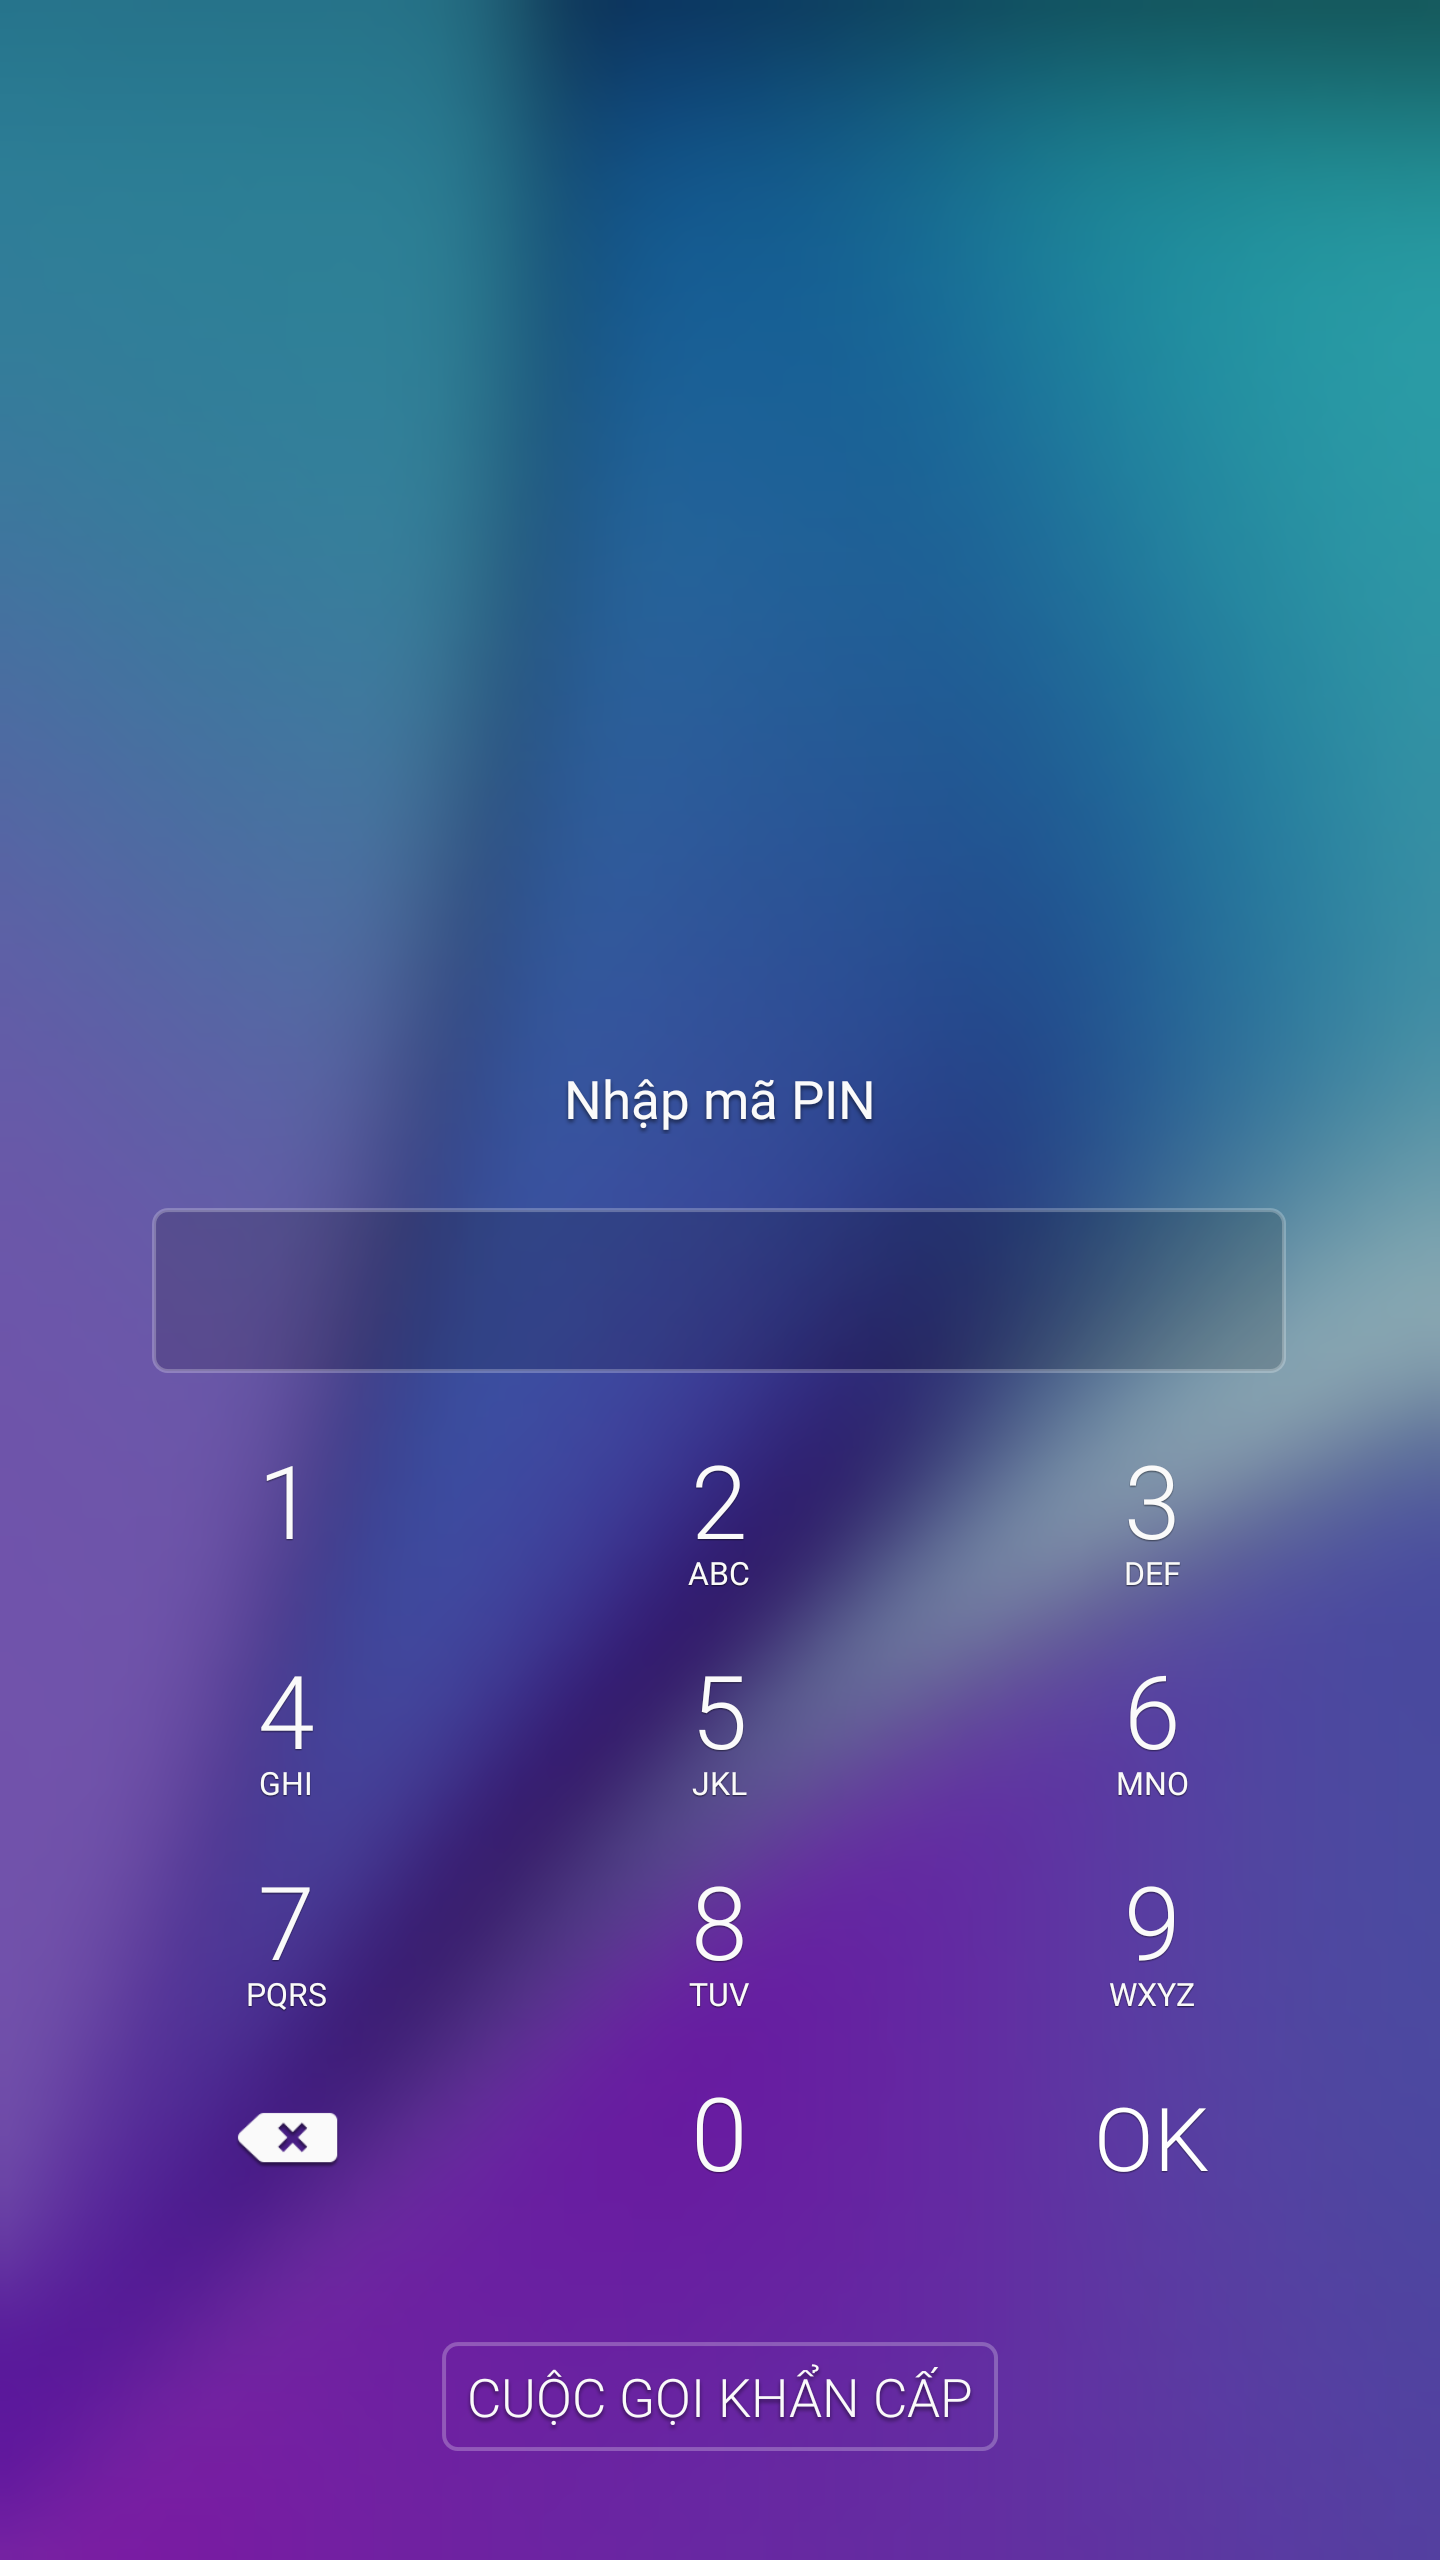 Nhập mã PIN
1 2 3
ABC DEF
4 5 6
GHI JKL MNO
7 8 9
PQRS TUV WXYZ
0 OK
CUỘC GỌI KHẨN CẤP